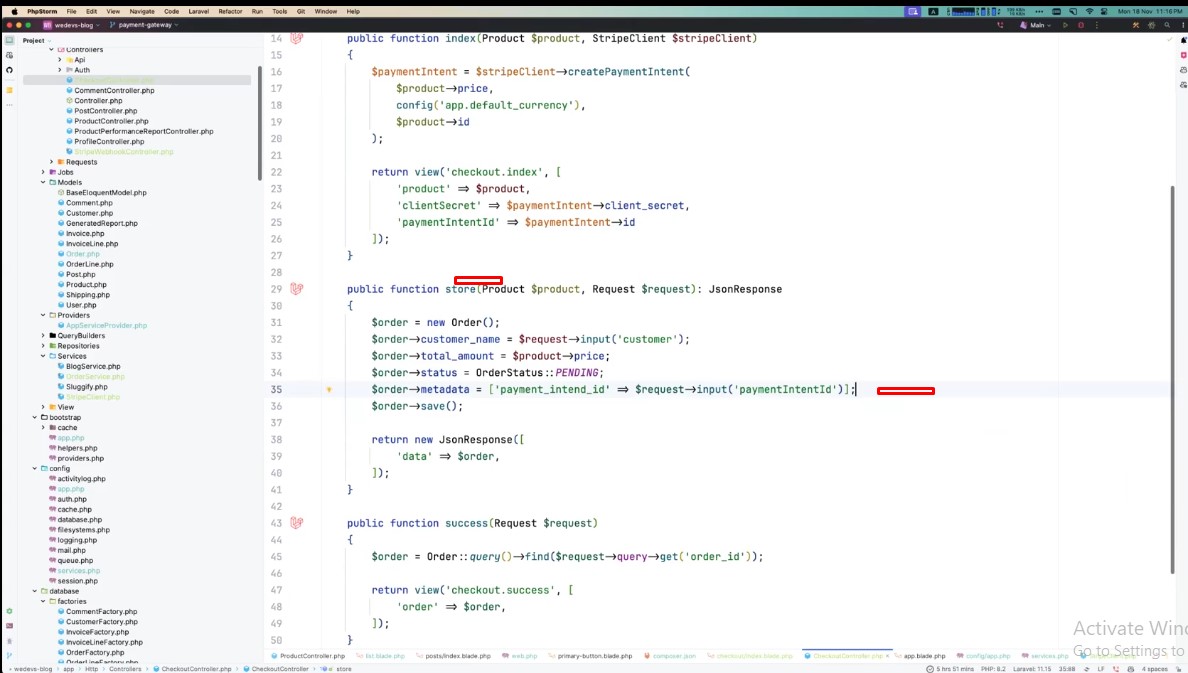 PhpStorm File Edit View Navigate Code Laravel Refactor Run Tools Git Window Help Mon 18 Nov 11:16 PM
wedevs-blog payment-gateway Main
Project
Controllers
Api
Auth
CheckoutController.php
CommentController.php
Controller.php
PostController.php
ProductController.php
ProductPerformanceReportController.php
ProfileController.php
StripeWebhookController.php
Requests
Jobs
Models
BaseEloquentModel.php
Comment.php
Customer.php
GeneratedReport.php
Invoice.php
InvoiceLine.php
Order.php
OrderLine.php
Post.php
Product.php
Shipping.php
User.php
Providers
AppServiceProvider.php
QueryBuilders
Repositories
Services
BlogService.php
OrderService.php
Sluggify.php
StripeClient.php
View
bootstrap
cache
app.php
helpers.php
providers.php
config
activitylog.php
app.php
auth.php
cache.php
database.php
filesystems.php
logging.php
mail.php
queue.php
services.php
session.php
database
factories
CommentFactory.php
CustomerFactory.php
InvoiceFactory.php
InvoiceLineFactory.php
OrderFactory.php
OrderLineFactory.php
14 public function index(Product $product, StripeClient $stripeClient)
15 {
16 $paymentIntent = $stripeClient->createPaymentIntent(
17 $product->price,
18 config('app.default_currency'),
19 $product->id
20 );
21
22 return view('checkout.index', [
23 'product' => $product,
24 'clientSecret' => $paymentIntent->client_secret,
25 'paymentIntentId' => $paymentIntent->id
26 ]);
27 }
28
29 public function store(Product $product, Request $request): JsonResponse
30 {
31 $order = new Order();
32 $order->customer_name = $request->input('customer');
33 $order->total_amount = $product->price;
34 $order->status = OrderStatus::PENDING;
35 $order->metadata = ['payment_intend_id' => $request->input('paymentIntentId')];
36 $order->save();
37
38 return new JsonResponse([
39 'data' => $order,
40 ]);
41 }
42
43 public function success(Request $request)
44 {
45 $order = Order::query()->find($request->query->get('order_id'));
46
47 return view('checkout.success', [
48 'order' => $order,
49 ]);
50 }
Activate Win
Go to Settings to
ProductController.php list.blade.php posts/index.blade.php web.php primary-button.blade.php composer.json checkout/index.blade.php CheckoutController.php app.blade.php config/app.php services.php
wedevs-blog > app > Http > Controllers > CheckoutController.php > CheckoutController > store 5 hrs 51 mins PHP: 8.2 Laravel: 11.15 35:88 LF 4 spaces